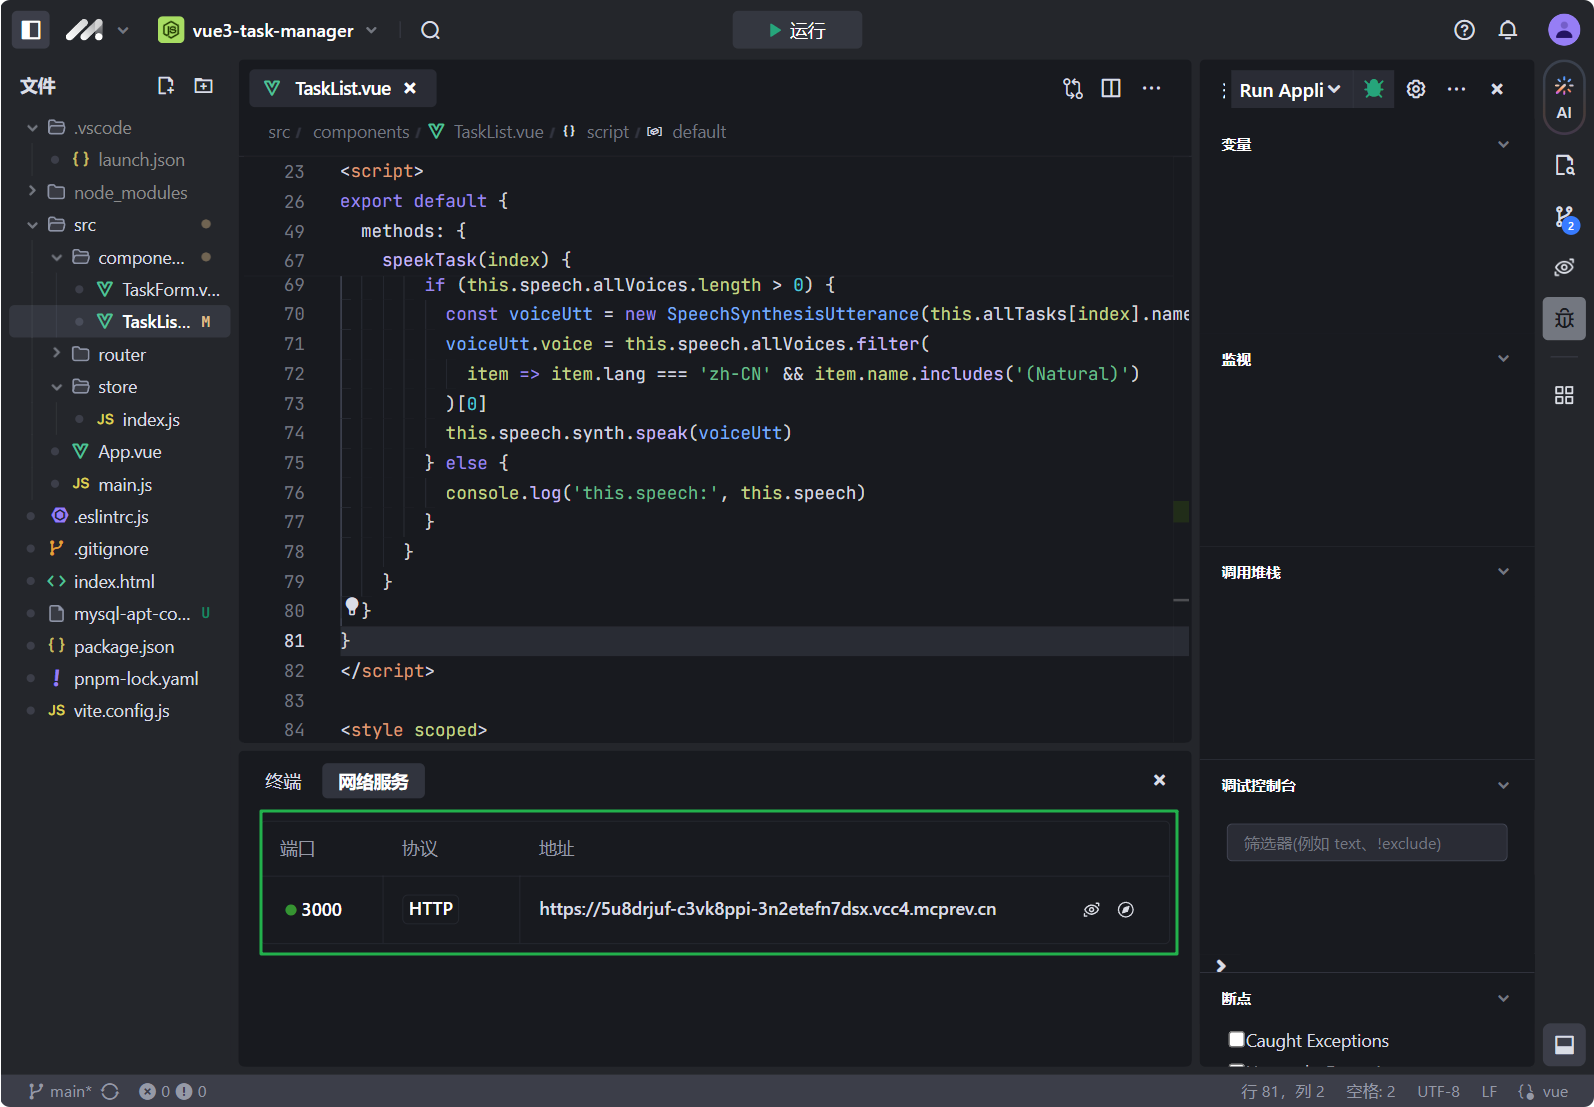 vue3-task-manager
运行
文件
.vscode
launch.json
node_modules
src
compone...
TaskForm.v...
TaskLis... M
router
store
JS index.js
App.vue
JS main.js
.eslintrc.js
.gitignore
index.html
mysql-apt-co... U
package.json
pnpm-lock.yaml
JS vite.config.js
TaskList.vue
src / components / TaskList.vue / {} script / default
23 <script>
26 export default {
49 methods: {
67 speekTask(index) {
69 if (this.speech.allVoices.length > 0) {
70 const voiceUtt = new SpeechSynthesisUtterance(this.allTasks[index].name
71 voiceUtt.voice = this.speech.allVoices.filter(
72 item => item.lang === 'zh-CN' && item.name.includes('(Natural)')
73 )[0]
74 this.speech.synth.speak(voiceUtt)
75 } else {
76 console.log('this.speech:', this.speech)
77 }
78 }
79 }
80 }
81 }
82 </script>
83
84 <style scoped>
终端
网络服务
端口 协议 地址
3000 HTTP https://5u8drjuf-c3vk8ppi-3n2etefn7dsx.vcc4.mcprev.cn
Run Appli
变量
监视
调用堆栈
调试控制台
筛选器(例如 text、!exclude)
断点
Caught Exceptions
AI
2
main* 0 0
行 81，列 2 空格: 2 UTF-8 LF vue